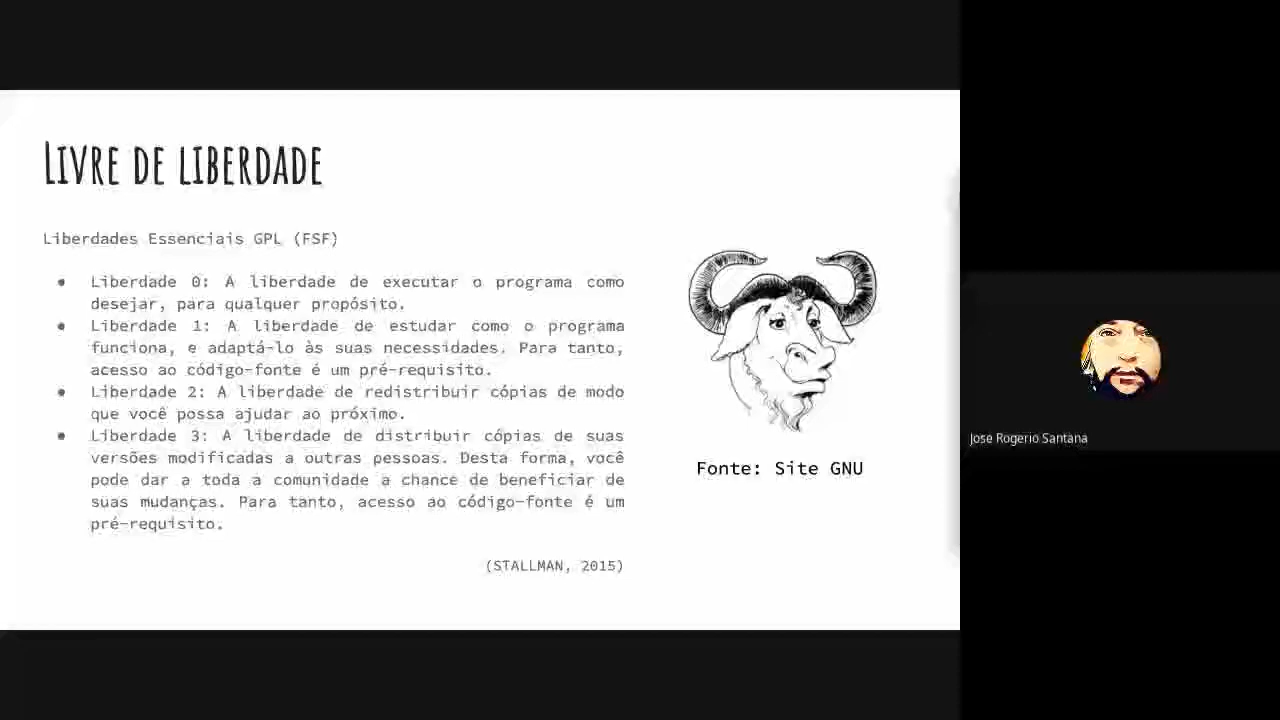 LIVRE DE LIBERDADE
Liberdades Essenciais GPL (FSF)
● Liberdade 0: A liberdade de executar o programa como
desejar, para qualquer propósito.
● Liberdade 1: A liberdade de estudar como o programa
funciona, e adaptá-lo às suas necessidades. Para tanto,
acesso ao código-fonte é um pré-requisito.
● Liberdade 2: A liberdade de redistribuir cópias de modo
que você possa ajudar ao próximo.
● Liberdade 3: A liberdade de distribuir cópias de suas
versões modificadas a outras pessoas. Desta forma, você
pode dar a toda a comunidade a chance de beneficiar de
suas mudanças. Para tanto, acesso ao código-fonte é um
pré-requisito.
(STALLMAN, 2015)
Fonte: Site GNU
Jose Rogerio Santana